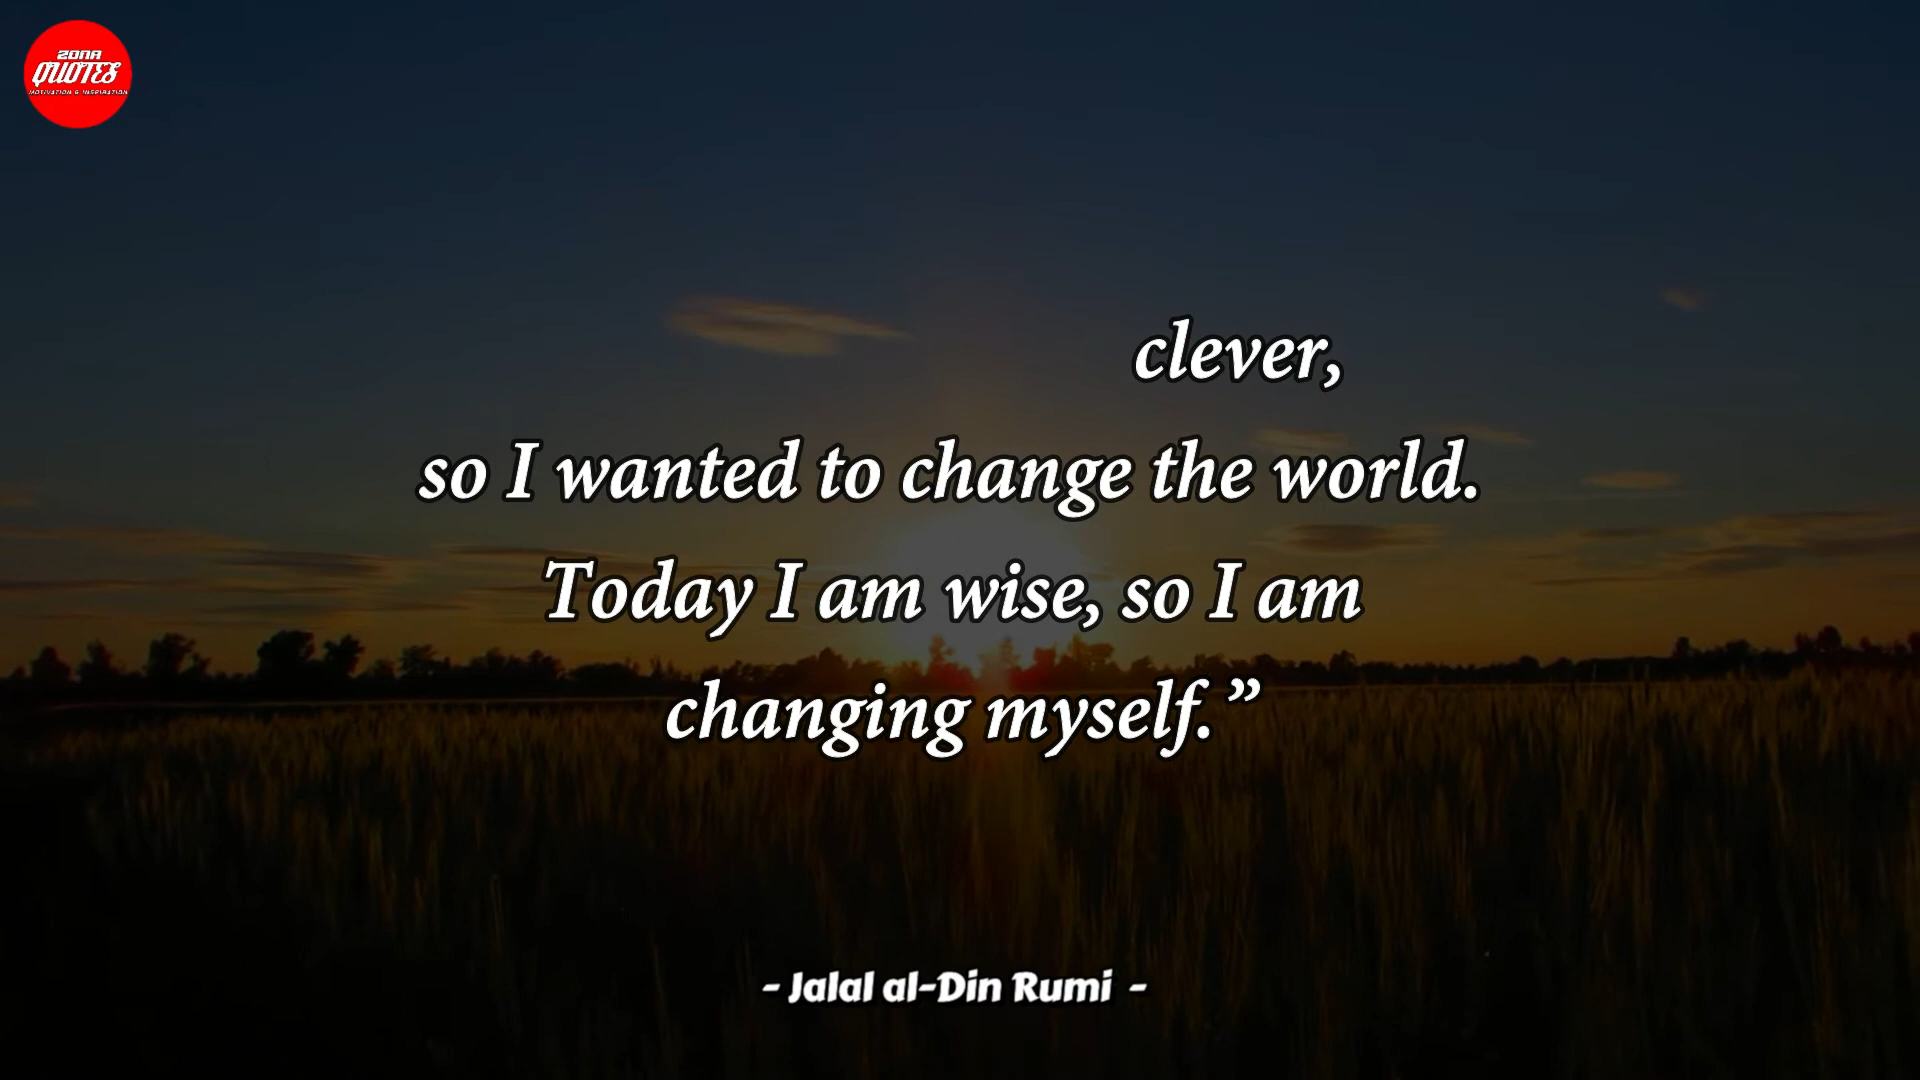 ZONA
QUOTES
MOTIVATION & INSPIRATION
clever,
so I wanted to change the world.
Today I am wise, so I am
changing myself.”
- Jalal al-Din Rumi -